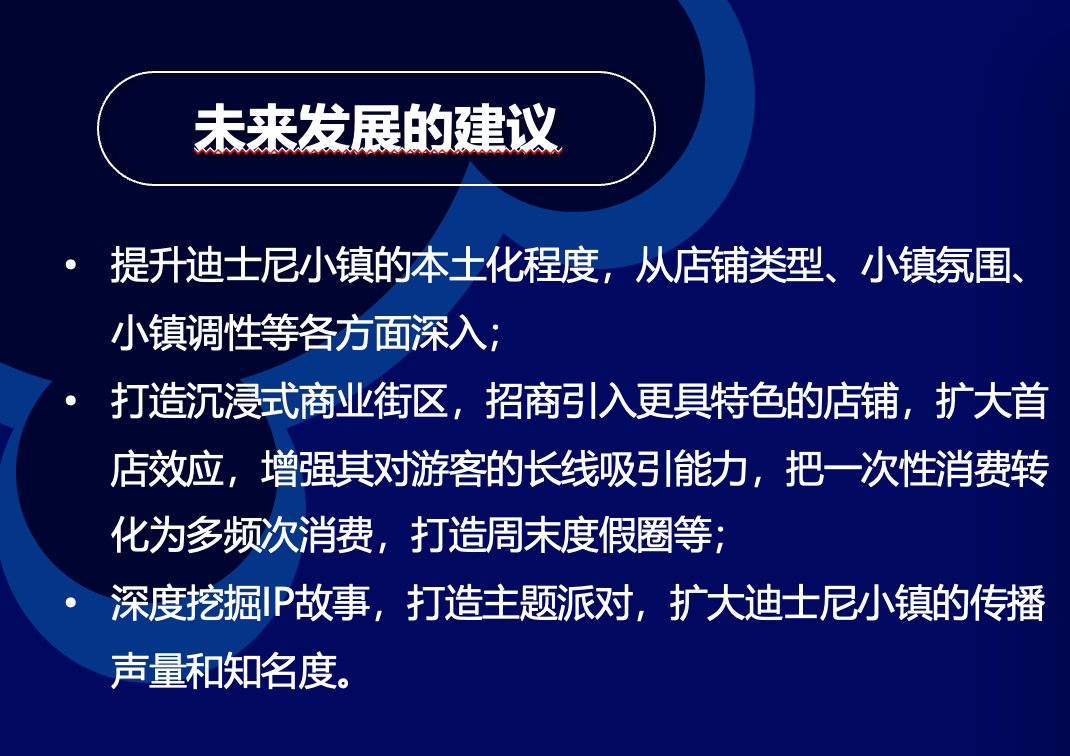 未来发展的建议
• 提升迪士尼小镇的本土化程度，从店铺类型、小镇氛围、
小镇调性等各方面深入；
• 打造沉浸式商业街区，招商引入更具特色的店铺，扩大首
店效应，增强其对游客的长线吸引能力，把一次性消费转
化为多频次消费，打造周末度假圈等；
• 深度挖掘IP故事，打造主题派对，扩大迪士尼小镇的传播
声量和知名度。